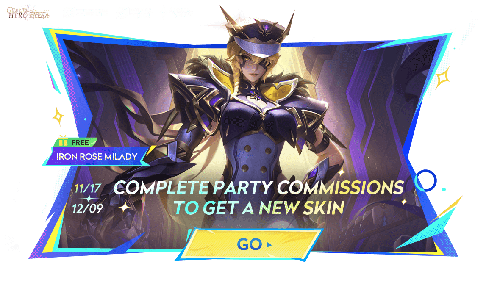 FREE
IRON ROSE MILADY
11/17
12/09
COMPLETE PARTY COMMISSIONS
TO GET A NEW SKIN
GO